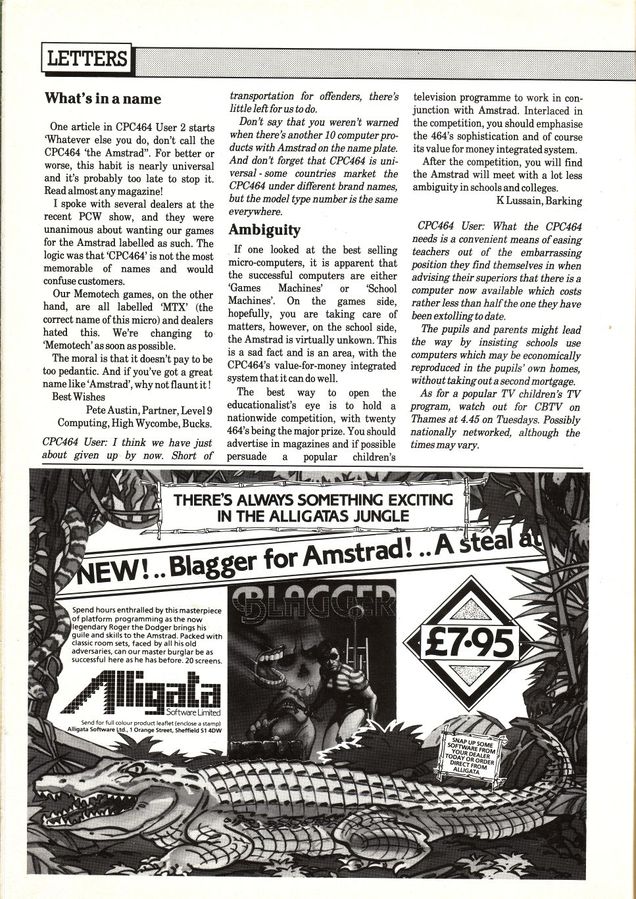 LETTERS
What's in a name
One article in CPC464 User 2 starts
'Whatever else you do, don't call the
CPC464 'the Amstrad". For better or
worse, this habit is nearly universal
and it's probably too late to stop it.
Read almost any magazine!
I spoke with several dealers at the
recent PCW show, and they were
unanimous about wanting our games
for the Amstrad labelled as such. The
logic was that 'CPC464' is not the most
memorable of names and would
confuse customers.
Our Memotech games, on the other
hand, are all labelled 'MTX' (the
correct name of this micro) and dealers
hated this. We're changing to
'Memotech' as soon as possible.
The moral is that it doesn't pay to be
too pedantic. And if you've got a great
name like 'Amstrad', why not flaunt it!
Best Wishes
Pete Austin, Partner, Level 9
Computing, High Wycombe, Bucks.
CPC464 User: I think we have just
about given up by now. Short of
transportation for offenders, there's
little left for us to do.
Don't say that you weren't warned
when there's another 10 computer pro-
ducts with Amstrad on the name plate.
And don't forget that CPC464 is uni-
versal - some countries market the
CPC464 under different brand names,
but the model type number is the same
everywhere.
Ambiguity
If one looked at the best selling
micro-computers, it is apparent that
the successful computers are either
'Games Machines' or 'School
Machines'. On the games side,
hopefully, you are taking care of
matters, however, on the school side,
the Amstrad is virtually unkown. This
is a sad fact and is an area, with the
CPC464's value-for-money integrated
system that it can do well.
The best way to open the
educationalist's eye is to hold a
nationwide competition, with twenty
464's being the major prize. You should
advertise in magazines and if possible
persuade a popular children's
television programme to work in con-
junction with Amstrad. Interlaced in
the competition, you should emphasise
the 464's sophistication and of course
its value for money integrated system.
After the competition, you will find
the Amstrad will meet with a lot less
ambiguity in schools and colleges.
K Lussain, Barking
CPC464 User: What the CPC464
needs is a convenient means of easing
teachers out of the embarrassing
position they find themselves in when
advising their superiors that there is a
computer now available which costs
rather less than half the one they have
been extolling to date.
The pupils and parents might lead
the way by insisting schools use
computers which may be economically
reproduced in the pupils' own homes,
without taking out a second mortgage.
As for a popular TV children's TV
program, watch out for CBTV on
Thames at 4.45 on Tuesdays. Possibly
nationally networked, although the
times may vary.
THERE'S ALWAYS SOMETHING EXCITING
IN THE ALLIGATAS JUNGLE
NEW!.. Blagger for Amstrad! .. A steal at
Spend hours enthralled by this masterpiece
of platform programming as the now
legendary Roger the Dodger brings his
guile and skills to the Amstrad. Packed with
classic room sets, faced by all his old
adversaries, can our master burglar be as
successful here as he has before. 20 screens.
BLAGGER
£7·95
Alligata
Software Limited
Send for full colour product leaflet (enclose a stamp)
Alligata Software Ltd., 1 Orange Street, Sheffield S1 4DW
SNAP UP SOME
SOFTWARE FROM
YOUR DEALER
TODAY OR ORDER
DIRECT FROM
ALLIGATA